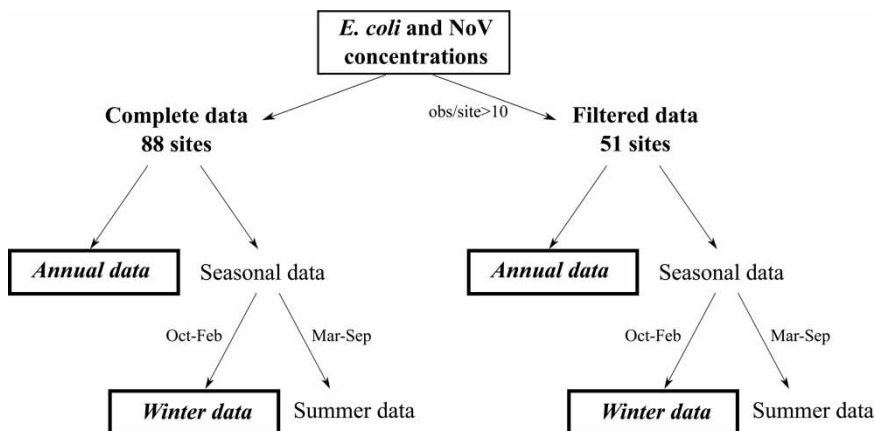 E. coli and NoV
concentrations
obs/site>10
Complete data
88 sites
Filtered data
51 sites
Annual data
Seasonal data
Annual data
Seasonal data
Oct-Feb
Mar-Sep
Oct-Feb
Mar-Sep
Winter data
Summer data
Winter data
Summer data